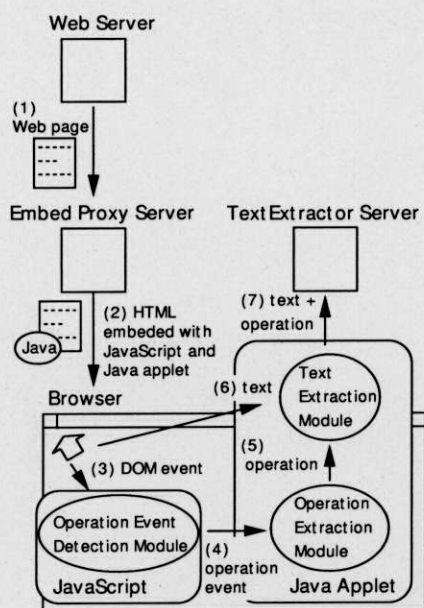 Web Server
(1)
Web page
Embed Proxy Server
TextExtractor Server
(2) HTML
embeded with
JavaScript and
Java applet
Java
(7) text +
operation
Browser
(6) text
Text
Extraction
Module
(3) DOM event
(5)
operation
Operation Event
Detection Module
(4)
operation
event
Operation
Extraction
Module
JavaScript
Java Applet